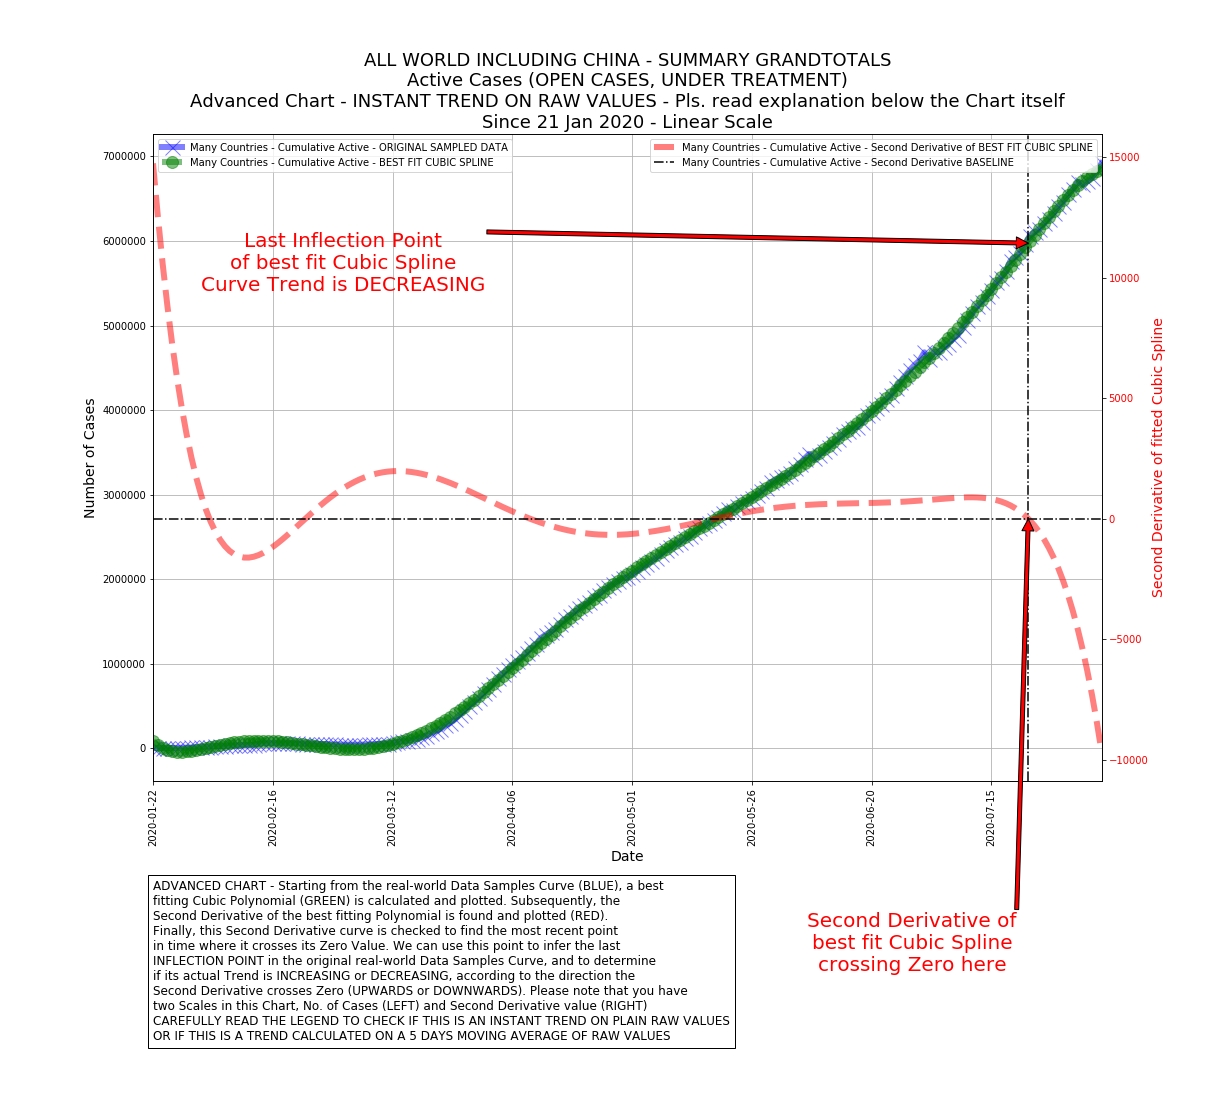 ALL WORLD INCLUDING CHINA - SUMMARY GRANDTOTALS
Active Cases (OPEN CASES, UNDER TREATMENT)
Advanced Chart - INSTANT TREND ON RAW VALUES - Pls. read explanation below the Chart itself
Since 21 Jan 2020 - Linear Scale
Many Countries - Cumulative Active - ORIGINAL SAMPLED DATA
Many Countries - Cumulative Active - BEST FIT CUBIC SPLINE
Many Countries - Cumulative Active - Second Derivative of BEST FIT CUBIC SPLINE
Many Countries - Cumulative Active - Second Derivative BASELINE
7000000
6000000
5000000
4000000
3000000
2000000
1000000
0
Number of Cases
Last Inflection Point
of best fit Cubic Spline
Curve Trend is DECREASING
15000
10000
5000
0
−5000
−10000
Second Derivative of fitted Cubic Spline
2020-01-22
2020-02-16
2020-03-12
2020-04-06
2020-05-01
2020-05-26
2020-06-20
2020-07-15
Date
ADVANCED CHART - Starting from the real-world Data Samples Curve (BLUE), a best
fitting Cubic Polynomial (GREEN) is calculated and plotted. Subsequently, the
Second Derivative of the best fitting Polynomial is found and plotted (RED).
Finally, this Second Derivative curve is checked to find the most recent point
in time where it crosses its Zero Value. We can use this point to infer the last
INFLECTION POINT in the original real-world Data Samples Curve, and to determine
if its actual Trend is INCREASING or DECREASING, according to the direction the
Second Derivative crosses Zero (UPWARDS or DOWNWARDS). Please note that you have
two Scales in this Chart, No. of Cases (LEFT) and Second Derivative value (RIGHT)
CAREFULLY READ THE LEGEND TO CHECK IF THIS IS AN INSTANT TREND ON PLAIN RAW VALUES
OR IF THIS IS A TREND CALCULATED ON A 5 DAYS MOVING AVERAGE OF RAW VALUES
Second Derivative of
best fit Cubic Spline
crossing Zero here